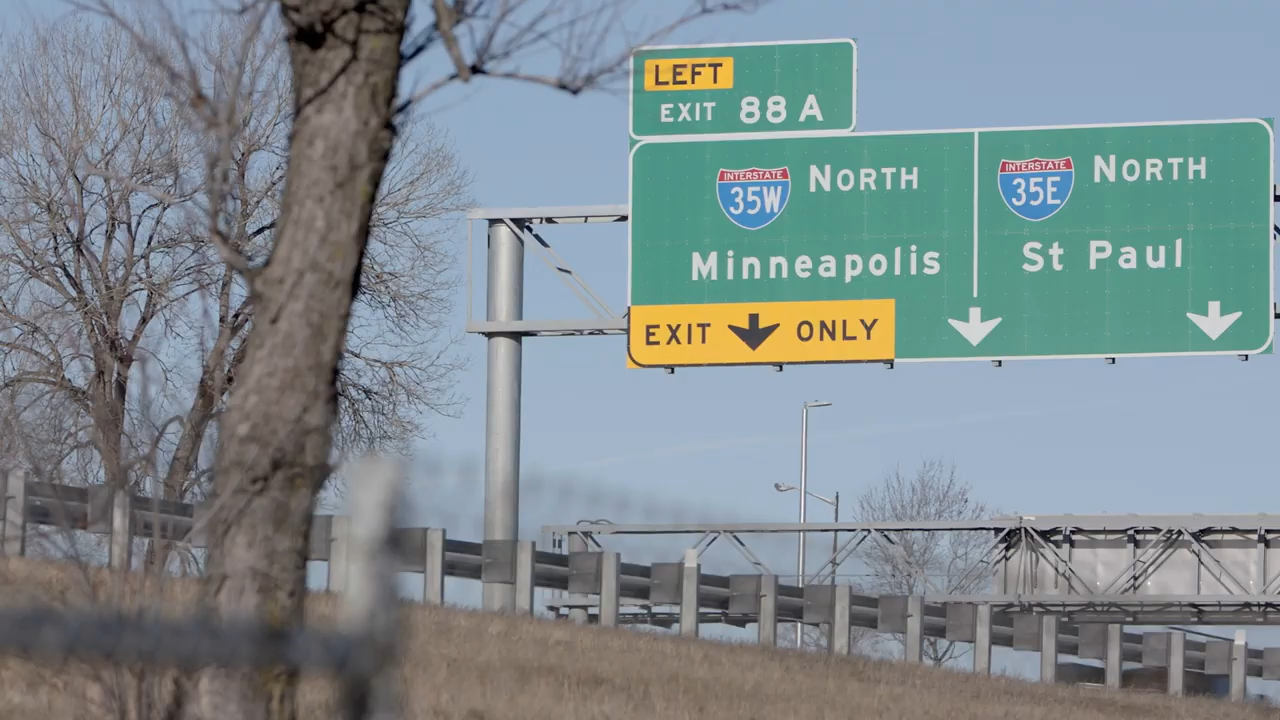 LEFT
EXIT 88 A
INTERSTATE
35W
NORTH
Minneapolis
EXIT ONLY
INTERSTATE
35E
NORTH
St Paul